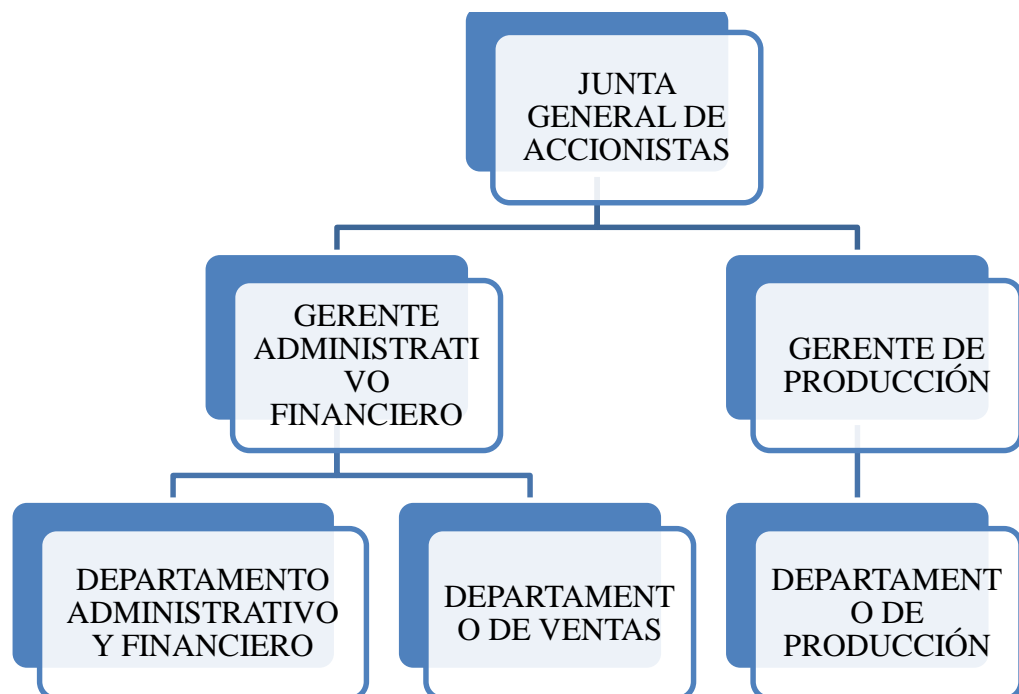 JUNTA
GENERAL DE
ACCIONISTAS
GERENTE
ADMINISTRATI
VO
FINANCIERO
GERENTE DE
PRODUCCIÓN
DEPARTAMENTO
ADMINISTRATIVO
Y FINANCIERO
DEPARTAMENT
O DE VENTAS
DEPARTAMENT
O DE
PRODUCCIÓN